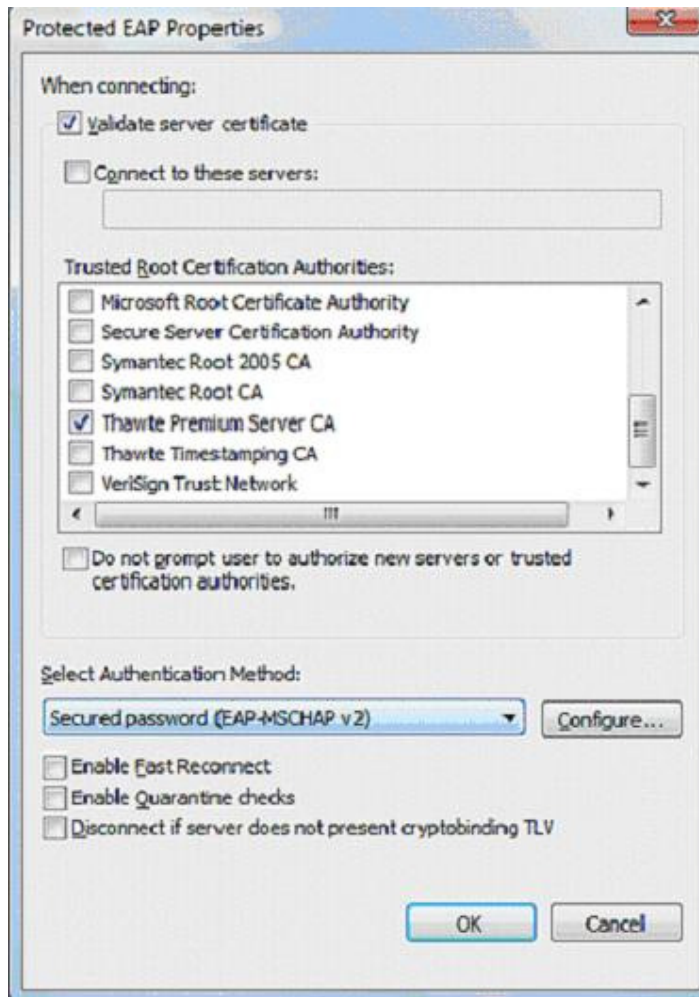 Protected EAP Properties
When connecting:
Validate server certificate
Connect to these servers:
Trusted Root Certification Authorities:
Microsoft Root Certificate Authority
Secure Server Certification Authority
Symantec Root 2005 CA
Symantec Root CA
Thawte Premium Server CA
Thawte Timestamping CA
VeriSign Trust Network
Do not prompt user to authorize new servers or trusted
certification authorities.
Select Authentication Method:
Secured password (EAP-MSCHAP v2)
Configure...
Enable Fast Reconnect
Enable Quarantine checks
Disconnect if server does not present cryptobinding TLV
OK
Cancel